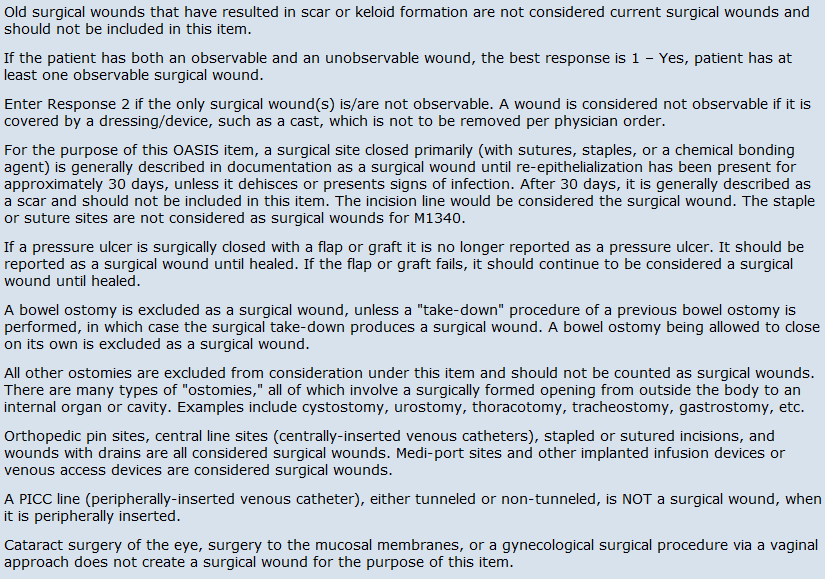 Old surgical wounds that have resulted in scar or keloid formation are not considered current surgical wounds and
should not be included in this item.
If the patient has both an observable and an unobservable wound, the best response is 1 – Yes, patient has at
least one observable surgical wound.
Enter Response 2 if the only surgical wound(s) is/are not observable. A wound is considered not observable if it is
covered by a dressing/device, such as a cast, which is not to be removed per physician order.
For the purpose of this OASIS item, a surgical site closed primarily (with sutures, staples, or a chemical bonding
agent) is generally described in documentation as a surgical wound until re-epithelialization has been present for
approximately 30 days, unless it dehisces or presents signs of infection. After 30 days, it is generally described as
a scar and should not be included in this item. The incision line would be considered the surgical wound. The staple
or suture sites are not considered as surgical wounds for M1340.
If a pressure ulcer is surgically closed with a flap or graft it is no longer reported as a pressure ulcer. It should be
reported as a surgical wound until healed. If the flap or graft fails, it should continue to be considered a surgical
wound until healed.
A bowel ostomy is excluded as a surgical wound, unless a "take-down" procedure of a previous bowel ostomy is
performed, in which case the surgical take-down produces a surgical wound. A bowel ostomy being allowed to close
on its own is excluded as a surgical wound.
All other ostomies are excluded from consideration under this item and should not be counted as surgical wounds.
There are many types of "ostomies," all of which involve a surgically formed opening from outside the body to an
internal organ or cavity. Examples include cystostomy, urostomy, thoracotomy, tracheostomy, gastrostomy, etc.
Orthopedic pin sites, central line sites (centrally-inserted venous catheters), stapled or sutured incisions, and
wounds with drains are all considered surgical wounds. Medi-port sites and other implanted infusion devices or
venous access devices are considered surgical wounds.
A PICC line (peripherally-inserted venous catheter), either tunneled or non-tunneled, is NOT a surgical wound, when
it is peripherally inserted.
Cataract surgery of the eye, surgery to the mucosal membranes, or a gynecological surgical procedure via a vaginal
approach does not create a surgical wound for the purpose of this item.